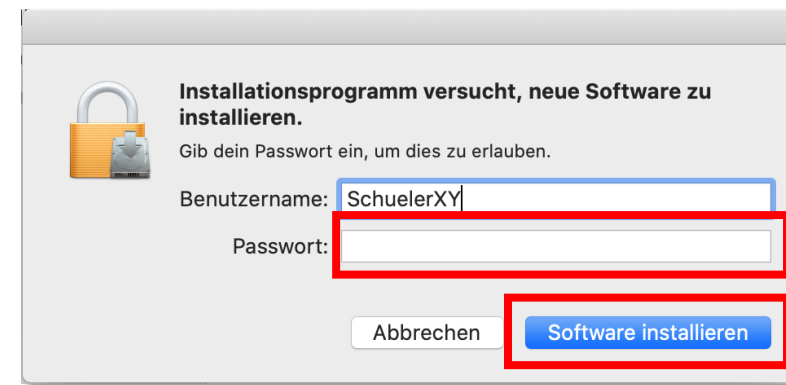 Installationsprogramm versucht, neue Software zu
installieren.
Gib dein Passwort ein, um dies zu erlauben.
Benutzername: SchuelerXY
Passwort:
Abbrechen Software installieren